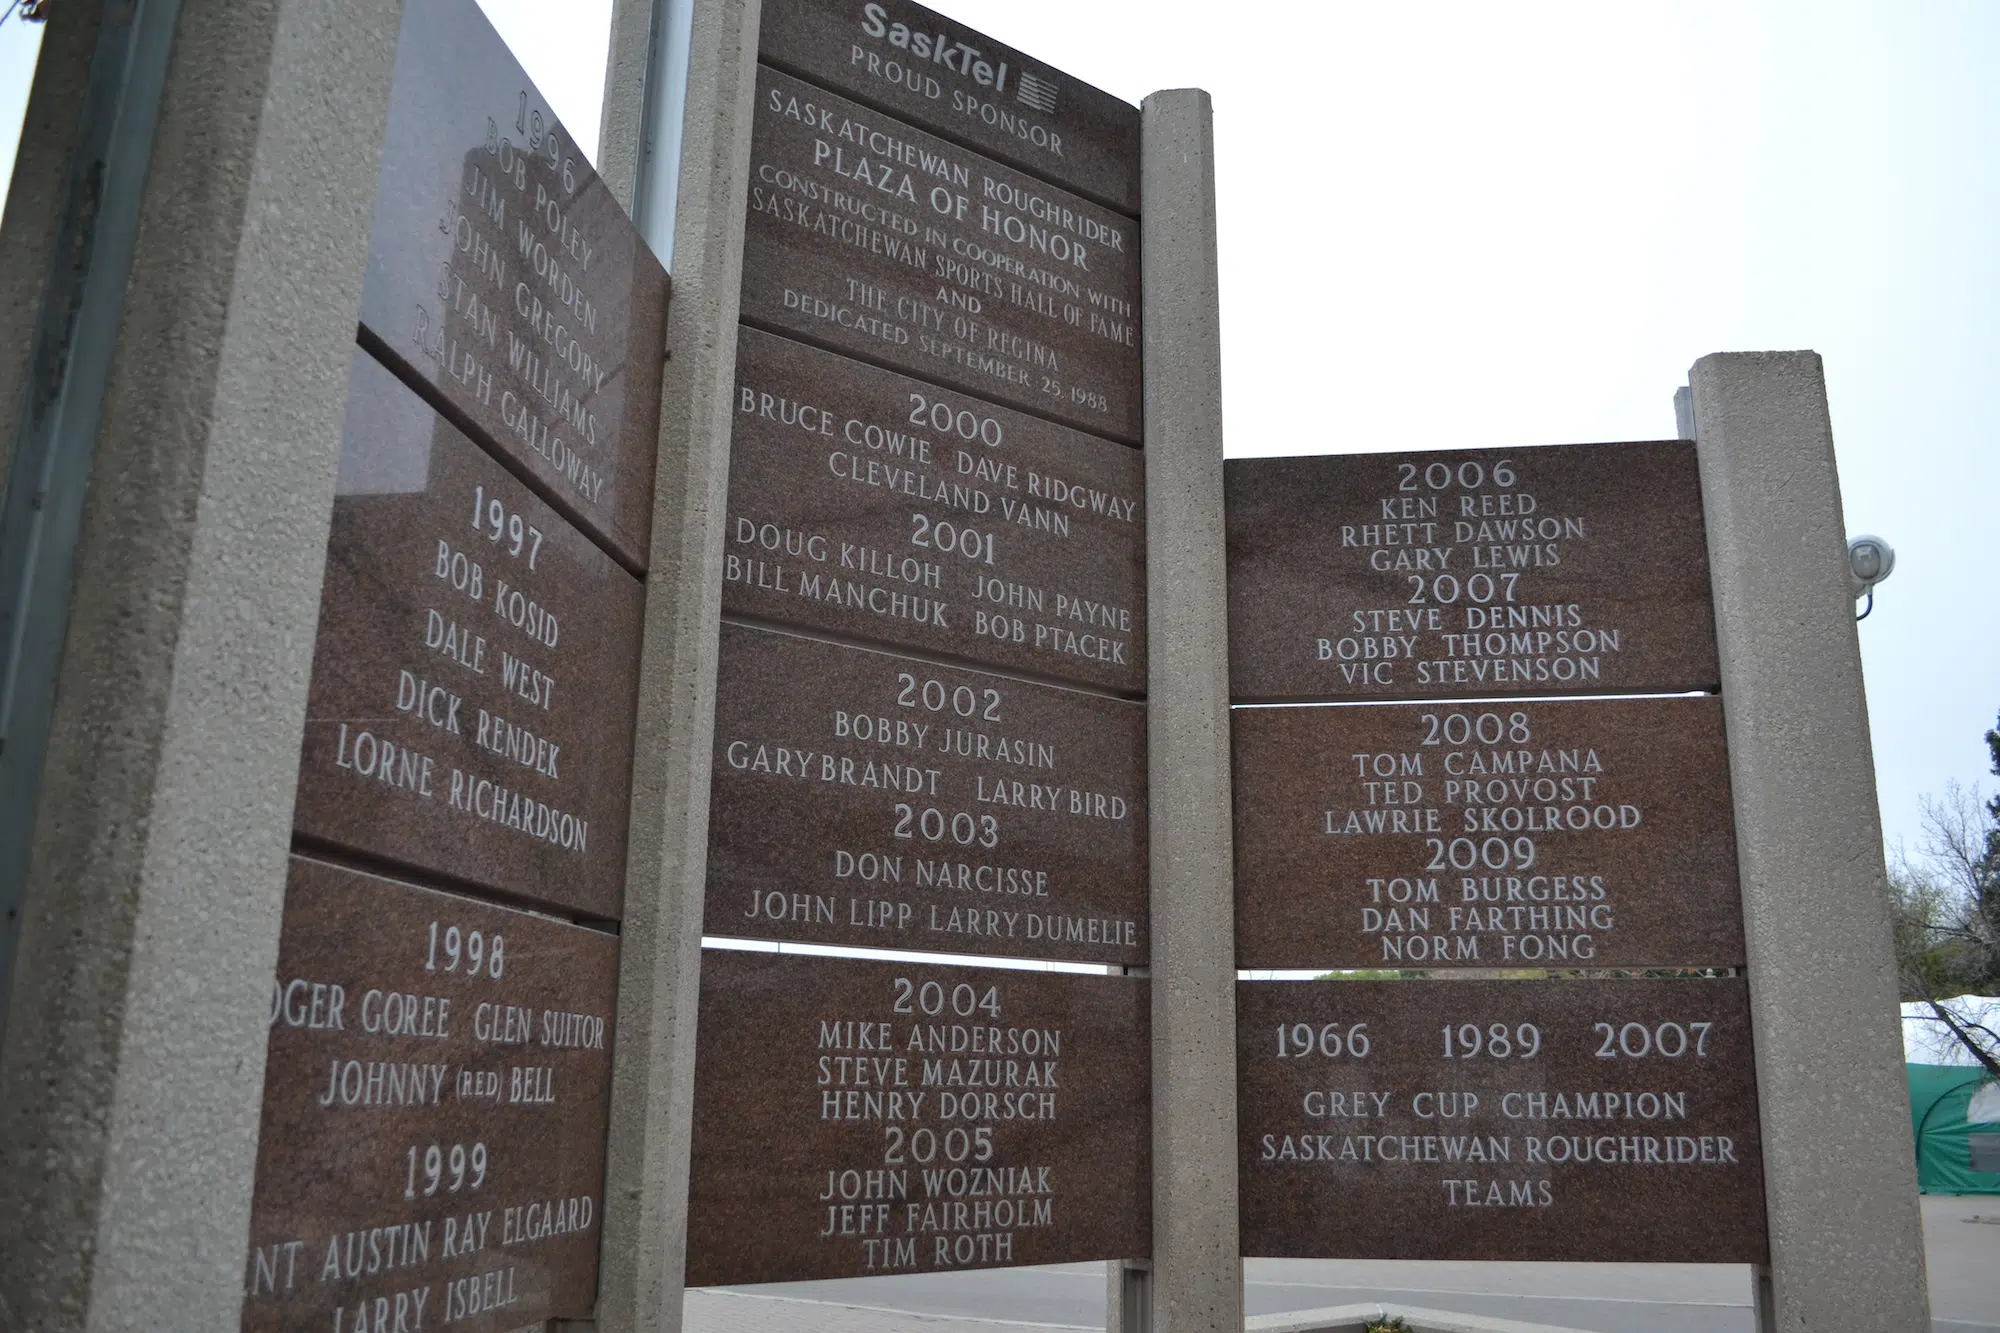 1996
BOB POLEY
JIM WORDEN
JOHN GREGORY
STAN WILLIAMS
RALPH GALLOWAY
1997
BOB KOSID
DALE WEST
DICK RENDEK
LORNE RICHARDSON
1998
OGER GOREE GLEN SUITOR
JOHNNY (RED) BELL
1999
NT AUSTIN RAY ELGAARD
LARRY ISBELL
SaskTel
PROUD SPONSOR
SASKATCHEWAN ROUGHRIDER
PLAZA OF HONOR
CONSTRUCTED IN COOPERATION WITH
SASKATCHEWAN SPORTS HALL OF FAME
AND
THE CITY OF REGINA
DEDICATED SEPTEMBER 25, 1988
2000
BRUCE COWIE DAVE RIDGWAY
CLEVELAND VANN
2001
DOUG KILLOH JOHN PAYNE
BILL MANCHUK BOB PTACEK
2002
BOBBY JURASIN
GARY BRANDT LARRY BIRD
2003
DON NARCISSE
JOHN LIPP LARRY DUMELIE
2004
MIKE ANDERSON
STEVE MAZURAK
HENRY DORSCH
2005
JOHN WOZNIAK
JEFF FAIRHOLM
TIM ROTH
2006
KEN REED
RHETT DAWSON
GARY LEWIS
2007
STEVE DENNIS
BOBBY THOMPSON
VIC STEVENSON
2008
TOM CAMPANA
TED PROVOST
LAWRIE SKOLROOD
2009
TOM BURGESS
DAN FARTHING
NORM FONG
1966 1989 2007
GREY CUP CHAMPION
SASKATCHEWAN ROUGHRIDER
TEAMS